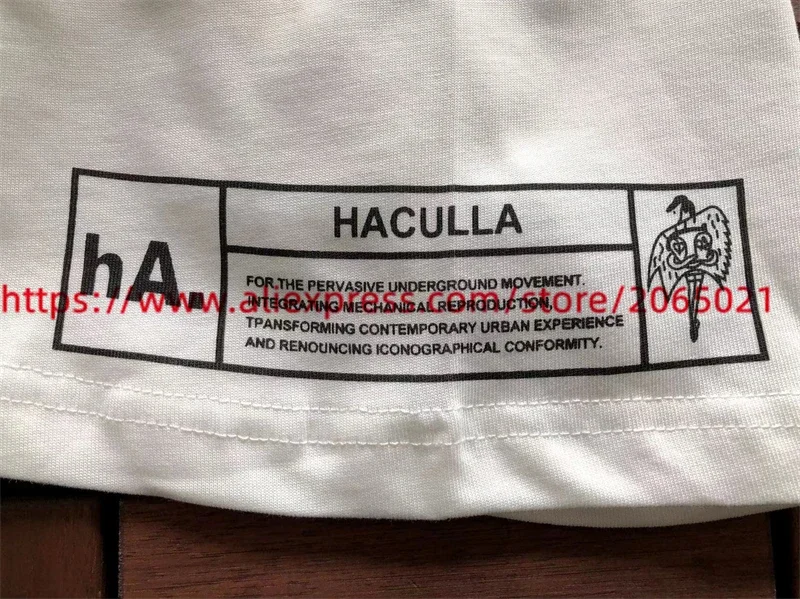 HACULLA
hA.
FOR THE PERVASIVE UNDERGROUND MOVEMENT.
INTEGRATING MECHANICAL REPRODUCTION,
TPANSFORMING CONTEMPORARY URBAN EXPERIENCE
AND RENOUNCING ICONOGRAPHICAL CONFORMITY.
https://www.aliexpress.com/store/2065021